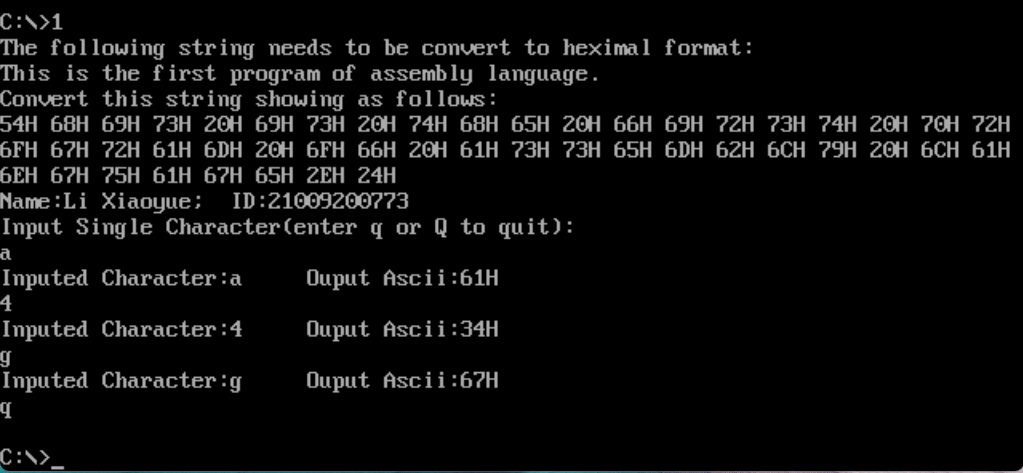 C:\>1
The following string needs to be convert to heximal format:
This is the first program of assembly language.
Convert this string showing as follows:
54H 68H 69H 73H 20H 69H 73H 20H 74H 68H 65H 20H 66H 69H 72H 73H 74H 20H 70H 72H
6FH 67H 72H 61H 6DH 20H 6FH 66H 20H 61H 73H 73H 65H 6DH 62H 6CH 79H 20H 6CH 61H
6EH 67H 75H 61H 67H 65H 2EH 24H
Name:Li Xiaoyue;  ID:21009200773
Input Single Character(enter q or Q to quit):
a
Inputed Character:a     Ouput Ascii:61H
4
Inputed Character:4     Ouput Ascii:34H
g
Inputed Character:g     Ouput Ascii:67H
q
C:\>_